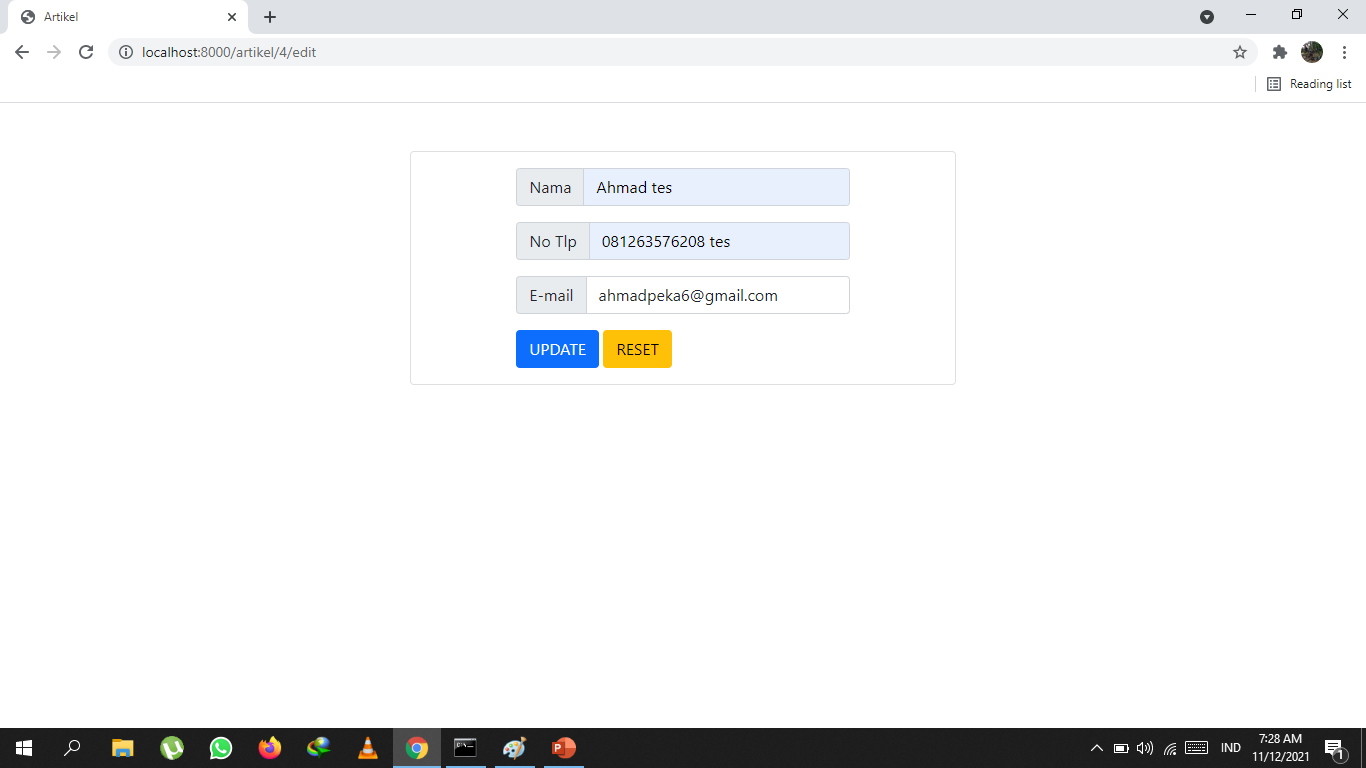 Artikel
localhost:8000/artikel/4/edit
Reading list
Nama Ahmad tes
No Tlp 081263576208 tes
E-mail ahmadpeka6@gmail.com
UPDATE RESET
IND
7:28 AM
11/12/2021
1